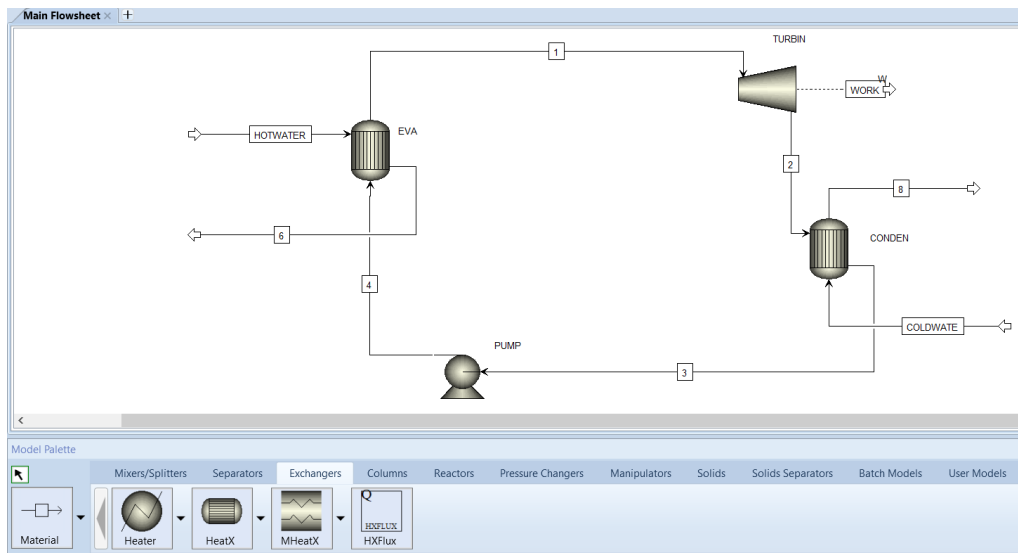 Main Flowsheet × +
TURBIN
1
W
WORK
HOTWATER
EVA
2
8
6
CONDEN
4
COLDWATE
PUMP
3
Model Palette
Mixers/Splitters Separators Exchangers Columns Reactors Pressure Changers Manipulators Solids Solids Separators Batch Models User Models
Q
HXFLUX
Material Heater HeatX MHeatX HXFlux